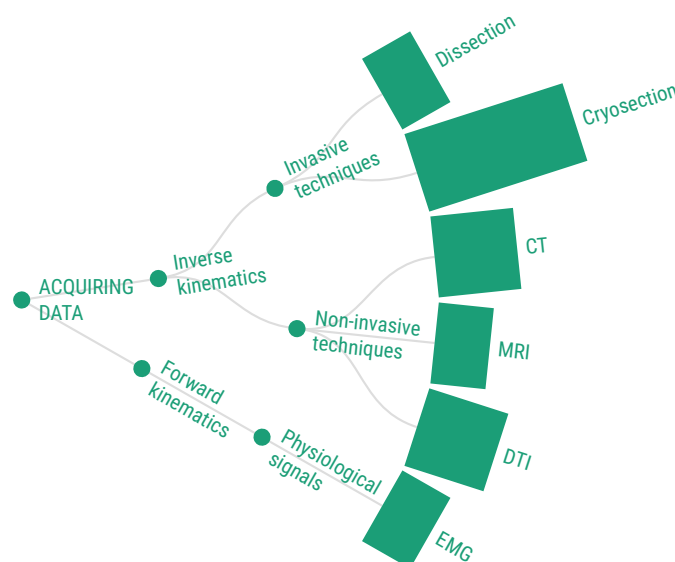 Dissection
Cryosection
Invasive
techniques
CT
Inverse
kinematics
ACQUIRING
DATA
Non-invasive
techniques
MRI
Forward
kinematics
Physiological
signals
DTI
EMG